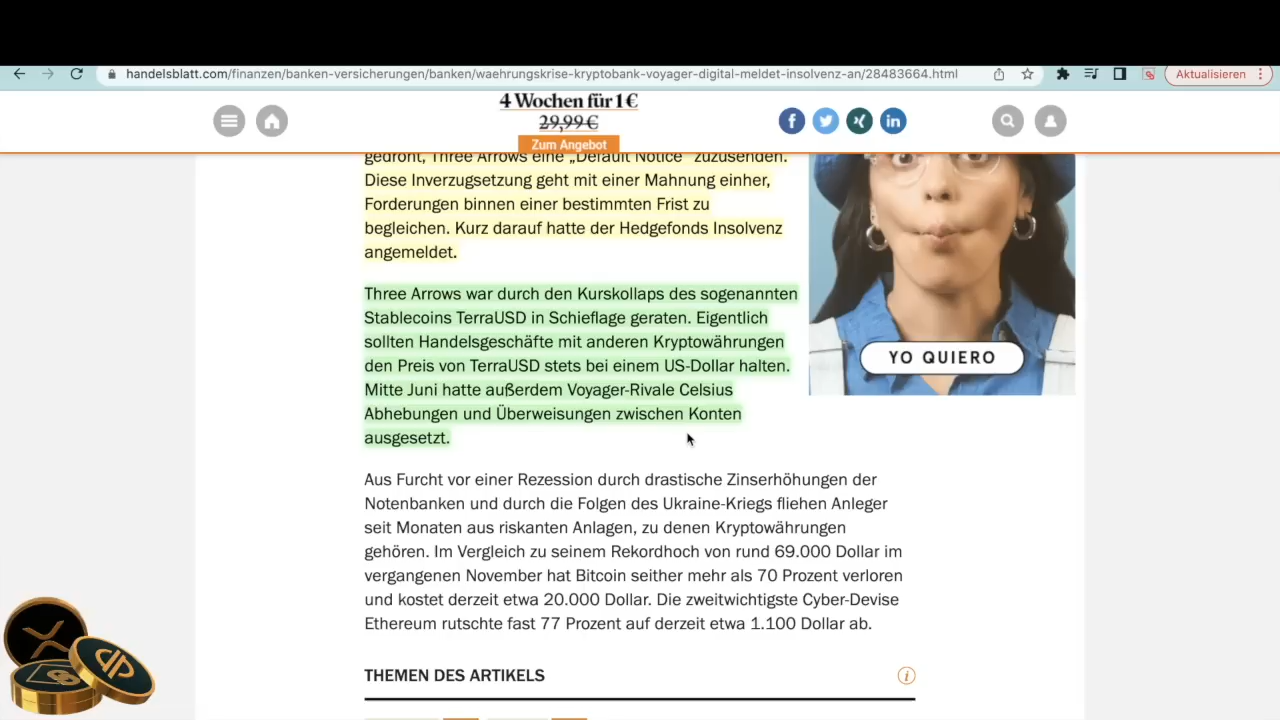 handelsblatt.com/finanzen/banken-versicherungen/banken/waehrungskrise-kryptobank-voyager-digital-meldet-insolvenz-an/28483664.html
Aktualisieren
4 Wochen für 1 €
29,99 €
Zum Angebot
gedroht, Three Arrows eine „Default Notice“ zuzusenden.
Diese Inverzugsetzung geht mit einer Mahnung einher,
Forderungen binnen einer bestimmten Frist zu
begleichen. Kurz darauf hatte der Hedgefonds Insolvenz
angemeldet.
Three Arrows war durch den Kurskollaps des sogenannten
Stablecoins TerraUSD in Schieflage geraten. Eigentlich
sollten Handelsgeschäfte mit anderen Kryptowährungen
den Preis von TerraUSD stets bei einem US-Dollar halten.
Mitte Juni hatte außerdem Voyager-Rivale Celsius
Abhebungen und Überweisungen zwischen Konten
ausgesetzt.
YO QUIERO
Aus Furcht vor einer Rezession durch drastische Zinserhöhungen der
Notenbanken und durch die Folgen des Ukraine-Kriegs fliehen Anleger
seit Monaten aus riskanten Anlagen, zu denen Kryptowährungen
gehören. Im Vergleich zu seinem Rekordhoch von rund 69.000 Dollar im
vergangenen November hat Bitcoin seither mehr als 70 Prozent verloren
und kostet derzeit etwa 20.000 Dollar. Die zweitwichtigste Cyber-Devise
Ethereum rutschte fast 77 Prozent auf derzeit etwa 1.100 Dollar ab.
THEMEN DES ARTIKELS